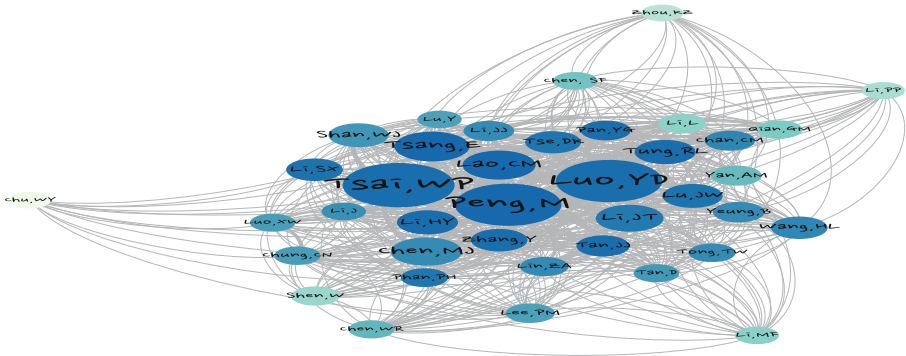 Zhou,KZ
Chen, SF
Li,PP
Lu,Y
Li,L
Qian,GM
Shan,WJ
Li,JJ
Pan,YG
Tsang,E
Tse,DK
Chan,CM
Tung,RL
Lao,CM
Li,SX
Yan,AM
Tsai,WP
Luo,YD
Lu,JW
Chu,WY
Peng,M
Li,J
Yeung,B
Luo,XW
Li,HY
Li,JT
Wang,HL
Zhang,Y
Tan,JJ
Chen,MJ
Chung,CN
Tong,TW
Lin,ZA
Tan,D
Phan,PH
Shen,W
Lee,PM
Chen,WR
Li,MF